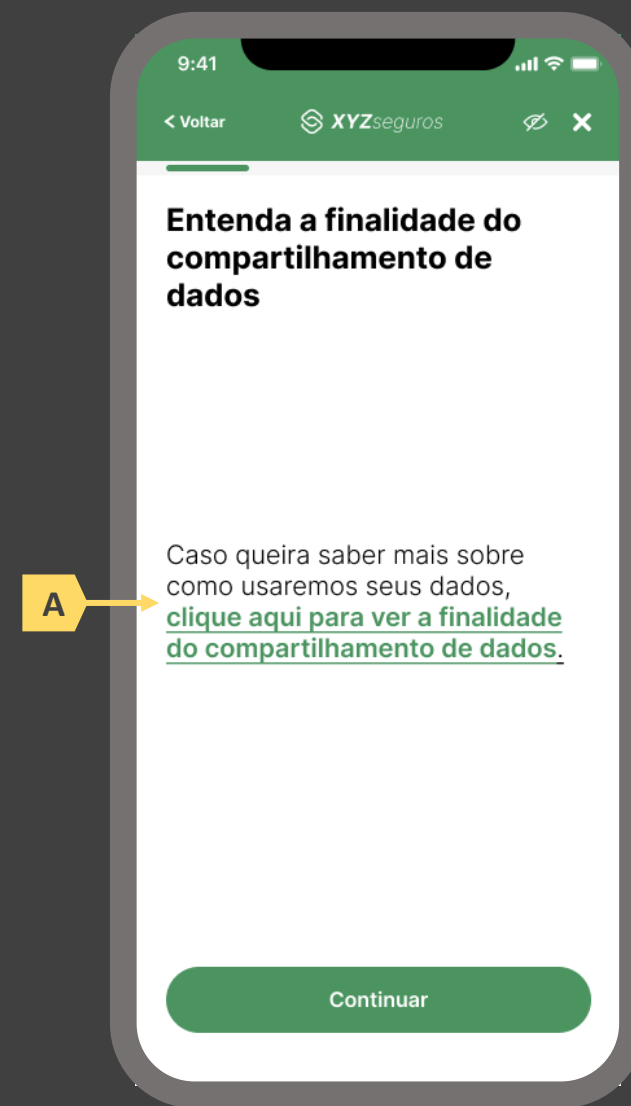 9:41
< Voltar
XYZseguros
Entenda a finalidade do
compartilhamento de
dados
Caso queira saber mais sobre
como usaremos seus dados,
A
clique aqui para ver a finalidade
do compartilhamento de dados.
Continuar